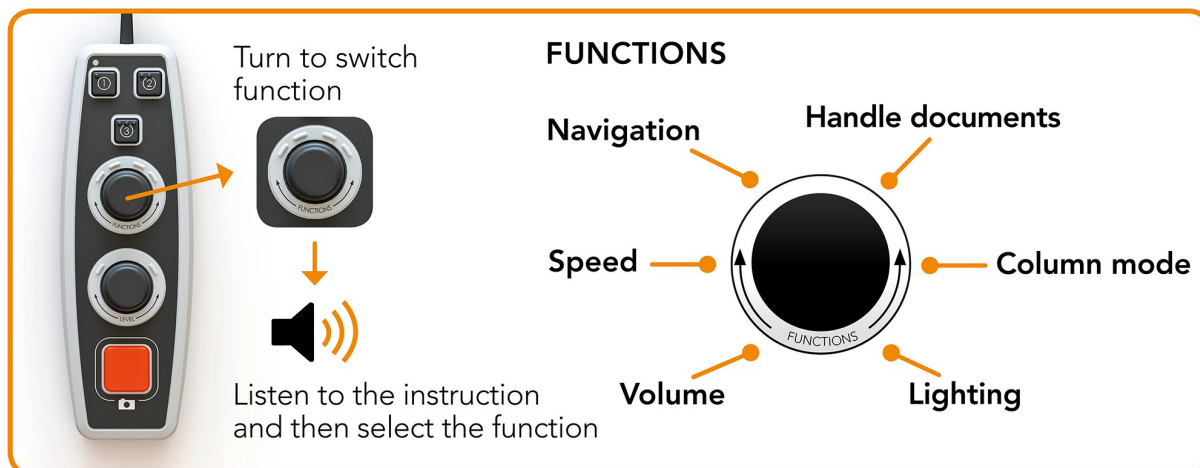 Turn to switch
function
①
②
③
FUNCTIONS
LEVEL
FUNCTIONS
Listen to the instruction
and then select the function
FUNCTIONS
Navigation
Handle documents
Speed
Column mode
Volume
Lighting
FUNCTIONS